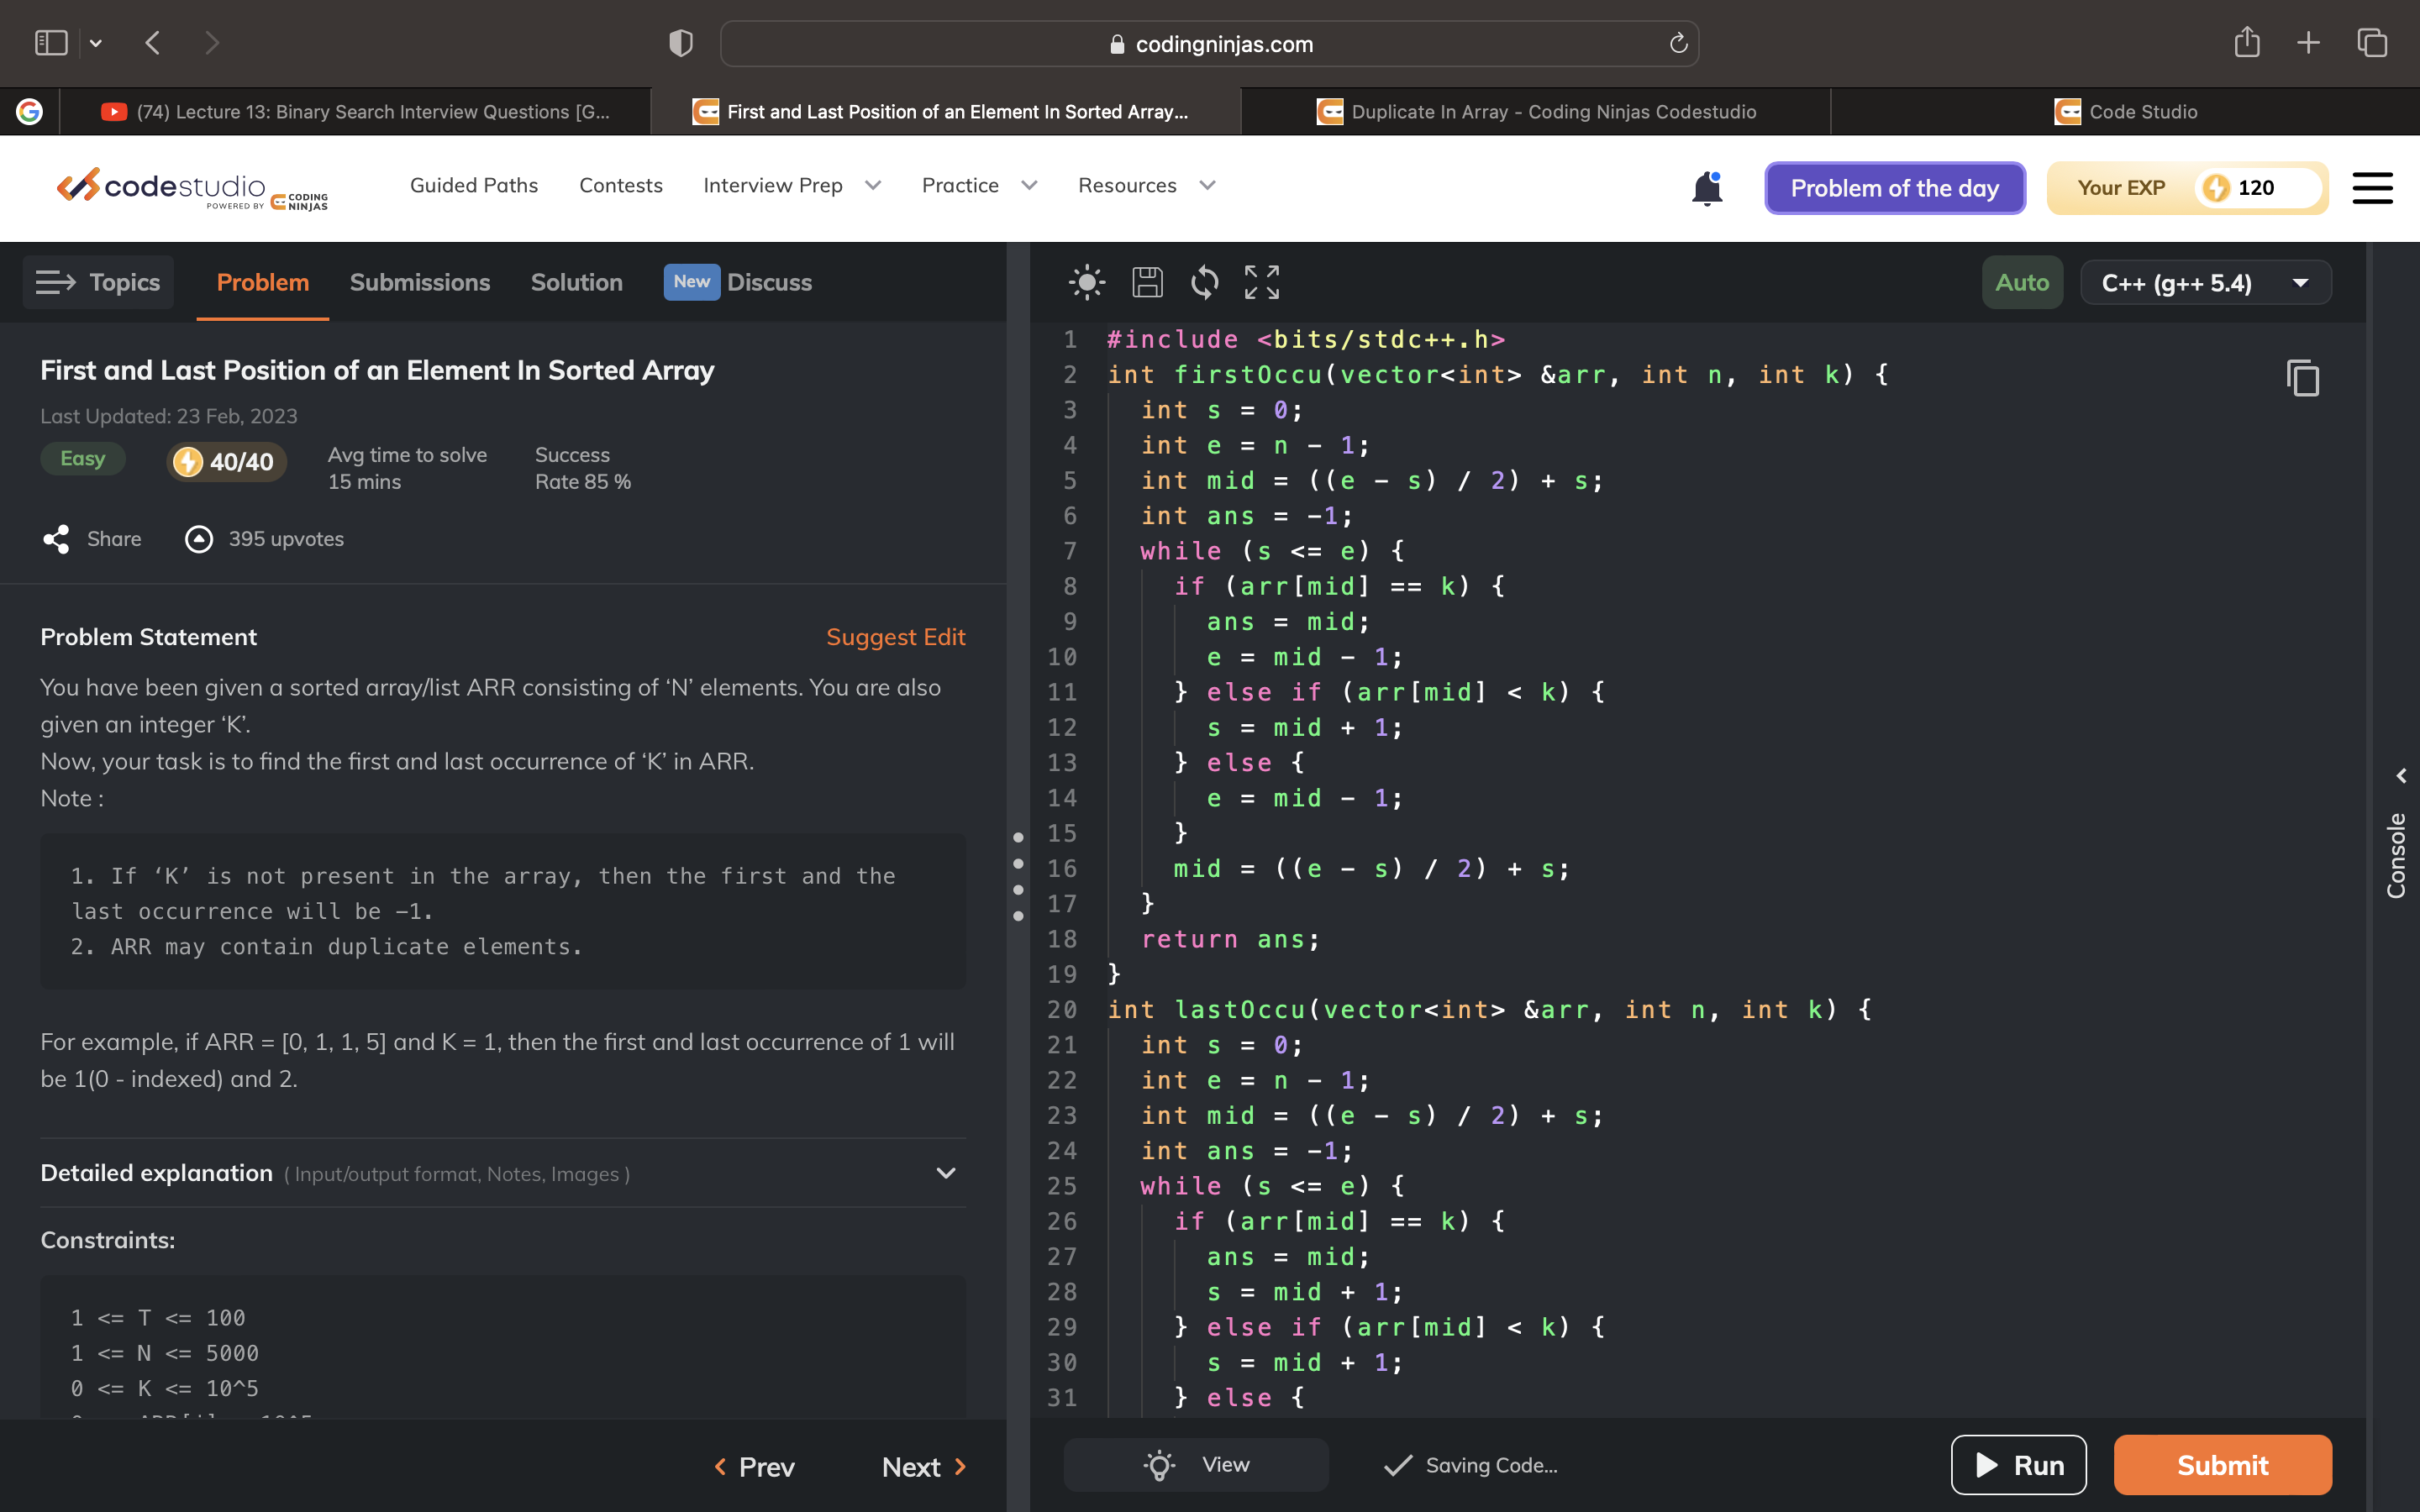 codingninjas.com
(74) Lecture 13: Binary Search Interview Questions [G...
First and Last Position of an Element In Sorted Array...
Duplicate In Array - Coding Ninjas Codestudio
Code Studio
codestudio
POWERED BY CODING NINJAS
Guided Paths
Contests
Interview Prep
Practice
Resources
Problem of the day
Your EXP 120
Topics
Problem
Submissions
Solution
New Discuss
Auto
C++ (g++ 5.4)
First and Last Position of an Element In Sorted Array
Last Updated: 23 Feb, 2023
Easy
40/40
Avg time to solve
15 mins
Success
Rate 85 %
Share
395 upvotes
Problem Statement
Suggest Edit
You have been given a sorted array/list ARR consisting of ‘N’ elements. You are also
given an integer ‘K’.
Now, your task is to find the first and last occurrence of ‘K’ in ARR.
Note :
1. If ‘K’ is not present in the array, then the first and the
last occurrence will be -1.
2. ARR may contain duplicate elements.
For example, if ARR = [0, 1, 1, 5] and K = 1, then the first and last occurrence of 1 will
be 1(0 - indexed) and 2.
Detailed explanation ( Input/output format, Notes, Images )
Constraints:
1 <= T <= 100
1 <= N <= 5000
0 <= K <= 10^5
Prev
Next
1 #include <bits/stdc++.h>
2 int firstOccu(vector<int> &arr, int n, int k) {
3 int s = 0;
4 int e = n - 1;
5 int mid = ((e - s) / 2) + s;
6 int ans = -1;
7 while (s <= e) {
8 if (arr[mid] == k) {
9 ans = mid;
10 e = mid - 1;
11 } else if (arr[mid] < k) {
12 s = mid + 1;
13 } else {
14 e = mid - 1;
15 }
16 mid = ((e - s) / 2) + s;
17 }
18 return ans;
19 }
20 int lastOccu(vector<int> &arr, int n, int k) {
21 int s = 0;
22 int e = n - 1;
23 int mid = ((e - s) / 2) + s;
24 int ans = -1;
25 while (s <= e) {
26 if (arr[mid] == k) {
27 ans = mid;
28 s = mid + 1;
29 } else if (arr[mid] < k) {
30 s = mid + 1;
31 } else {
Console
View
Saving Code...
Run
Submit